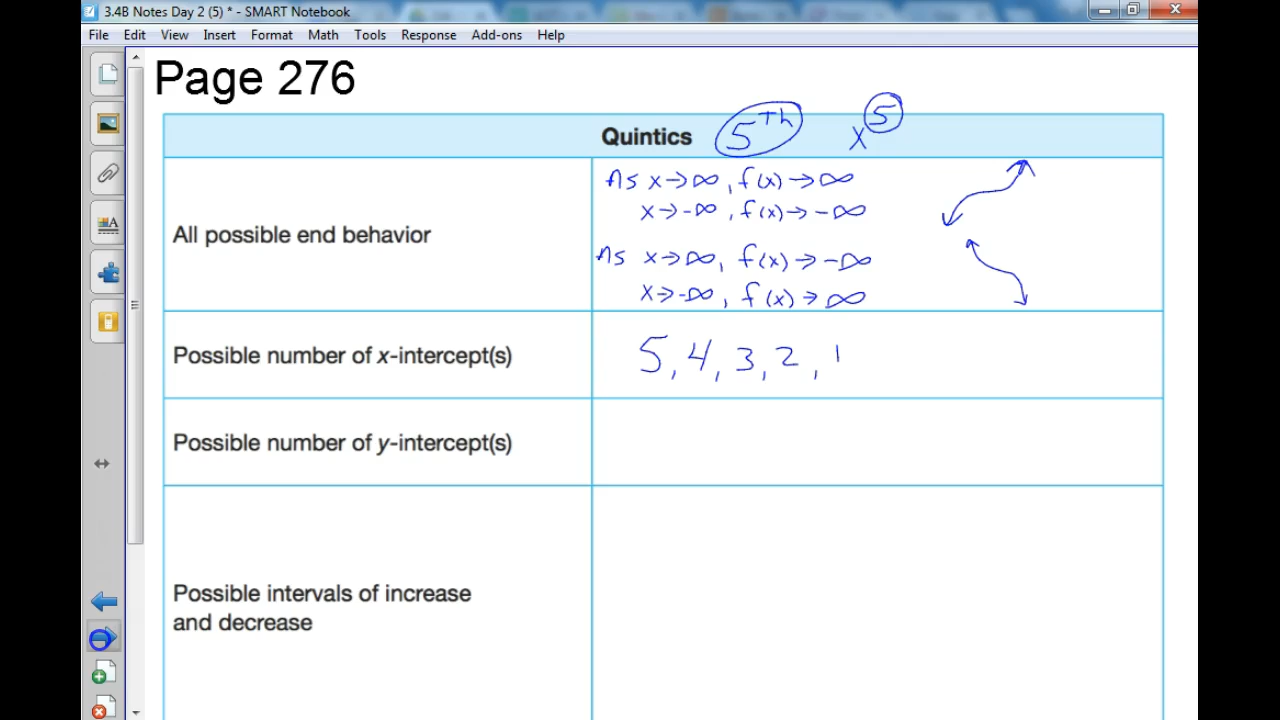 3.4B Notes Day 2 (5) * - SMART Notebook
File Edit View Insert Format Math Tools Response Add-ons Help
Page 276
Quintics 5Th x5
All possible end behavior
As x→∞, f(x)→∞
x→-∞, f(x)→-∞
As x→∞, f(x)→-∞
x→-∞, f(x)→∞
Possible number of x-intercept(s)
5, 4, 3, 2, 1
Possible number of y-intercept(s)
Possible intervals of increase
and decrease